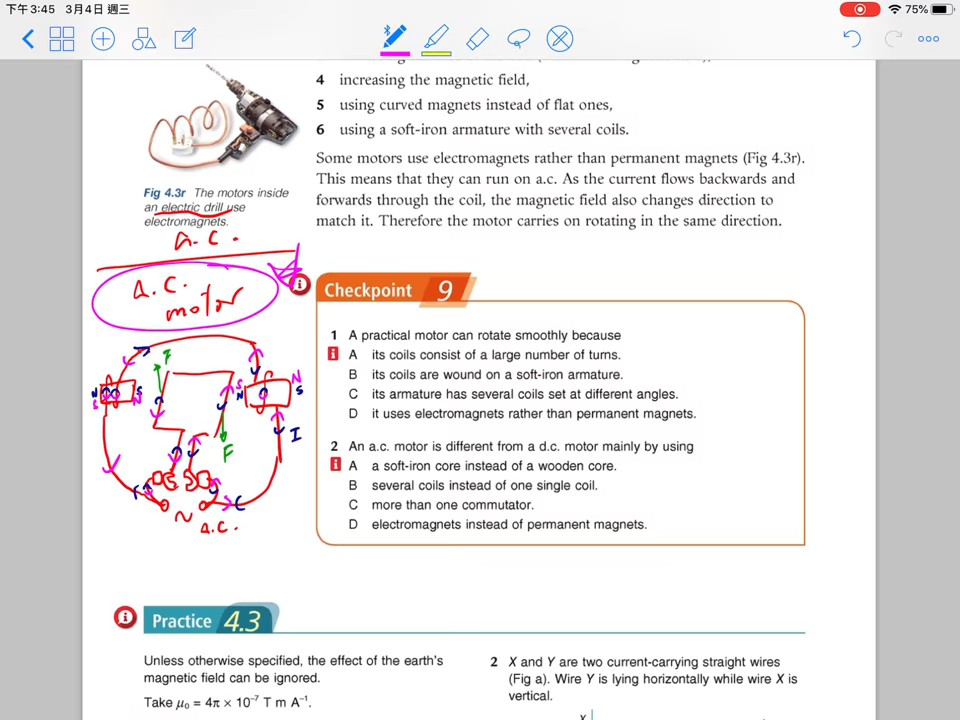 下午3:45 3月4日 週三
75%
4 increasing the magnetic field,
5 using curved magnets instead of flat ones,
6 using a soft-iron armature with several coils.
Some motors use electromagnets rather than permanent magnets (Fig 4.3r).
This means that they can run on a.c. As the current flows backwards and
forwards through the coil, the magnetic field also changes direction to
match it. Therefore the motor carries on rotating in the same direction.
Fig 4.3r The motors inside
an electric drill use
electromagnets.
A.C.
A.C.
motor
F
N
S
S
N
N
S
S
N
I
F
N
A.C.
Checkpoint 9
1 A practical motor can rotate smoothly because
A its coils consist of a large number of turns.
B its coils are wound on a soft-iron armature.
C its armature has several coils set at different angles.
D it uses electromagnets rather than permanent magnets.
2 An a.c. motor is different from a d.c. motor mainly by using
A a soft-iron core instead of a wooden core.
B several coils instead of one single coil.
C more than one commutator.
D electromagnets instead of permanent magnets.
Practice 4.3
Unless otherwise specified, the effect of the earth's
magnetic field can be ignored.
Take μ₀ = 4π × 10⁻⁷ T m A⁻¹.
2 X and Y are two current-carrying straight wires
(Fig a). Wire Y is lying horizontally while wire X is
vertical.